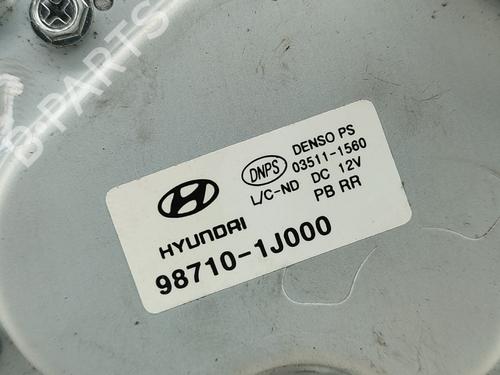 B-PARTS
DNPS
DENSO PS
03511-1560
L/C-ND DC 12V
PB RR
HYUNDAI
98710-1J000